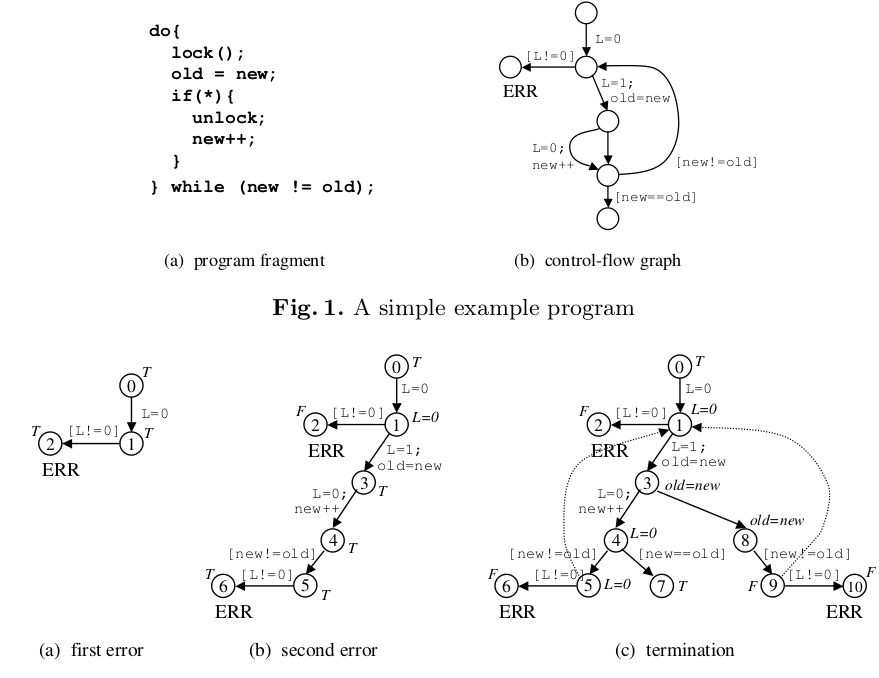 do{
lock();
old = new;
if(*){
unlock;
new++;
}
} while (new != old);
L=0
[L!=0]
ERR
L=1;
old=new
L=0;
new++
[new!=old]
[new==old]
(a) program fragment
(b) control-flow graph
Fig. 1. A simple example program
0 T
L=0
T 2 [L!=0] 1 T
ERR
(a) first error
0 T
L=0
F 2 [L!=0] 1 L=0
ERR
L=1;
old=new
3 T
L=0;
new++
4 T
[new!=old]
T 6 [L!=0] 5 T
ERR
(b) second error
0 T
L=0
F 2 [L!=0] 1 L=0
ERR
L=1;
old=new
3 old=new
L=0;
new++
4 L=0
8 old=new
[new!=old]
[new==old]
[new!=old]
F 6 [L!=0] 5 L=0
7 T
F 9 [L!=0] 10 F
ERR
ERR
(c) termination